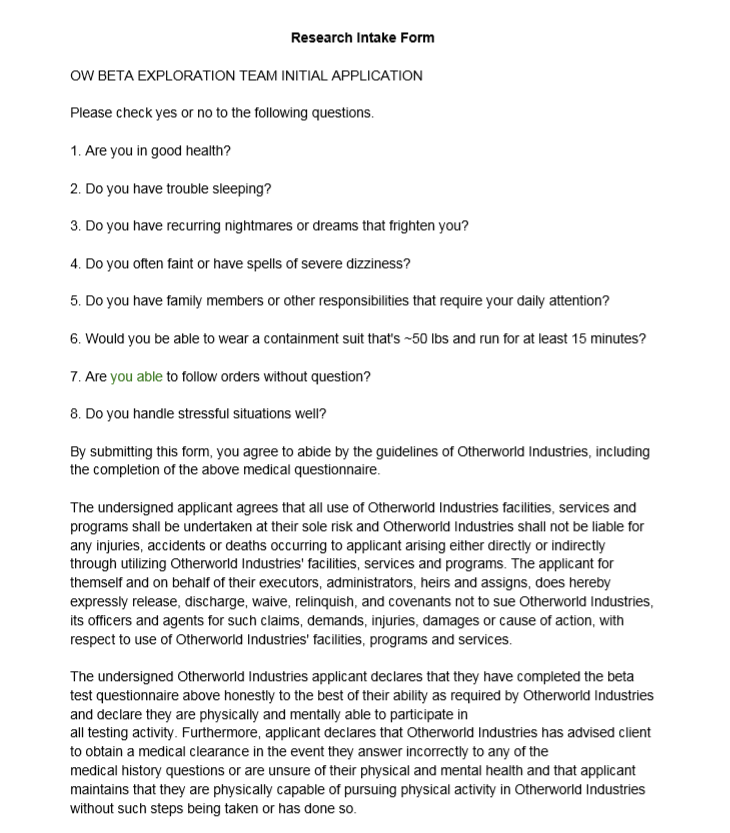 Research Intake Form
OW BETA EXPLORATION TEAM INITIAL APPLICATION
Please check yes or no to the following questions.
1. Are you in good health?
2. Do you have trouble sleeping?
3. Do you have recurring nightmares or dreams that frighten you?
4. Do you often faint or have spells of severe dizziness?
5. Do you have family members or other responsibilities that require your daily attention?
6. Would you be able to wear a containment suit that's ~50 lbs and run for at least 15 minutes?
7. Are you able to follow orders without question?
8. Do you handle stressful situations well?
By submitting this form, you agree to abide by the guidelines of Otherworld Industries, including
the completion of the above medical questionnaire.
The undersigned applicant agrees that all use of Otherworld Industries facilities, services and
programs shall be undertaken at their sole risk and Otherworld Industries shall not be liable for
any injuries, accidents or deaths occurring to applicant arising either directly or indirectly
through utilizing Otherworld Industries' facilities, services and programs. The applicant for
themself and on behalf of their executors, administrators, heirs and assigns, does hereby
expressly release, discharge, waive, relinquish, and covenants not to sue Otherworld Industries,
its officers and agents for such claims, demands, injuries, damages or cause of action, with
respect to use of Otherworld Industries' facilities, programs and services.
The undersigned Otherworld Industries applicant declares that they have completed the beta
test questionnaire above honestly to the best of their ability as required by Otherworld Industries
and declare they are physically and mentally able to participate in
all testing activity. Furthermore, applicant declares that Otherworld Industries has advised client
to obtain a medical clearance in the event they answer incorrectly to any of the
medical history questions or are unsure of their physical and mental health and that applicant
maintains that they are physically capable of pursuing physical activity in Otherworld Industries
without such steps being taken or has done so.